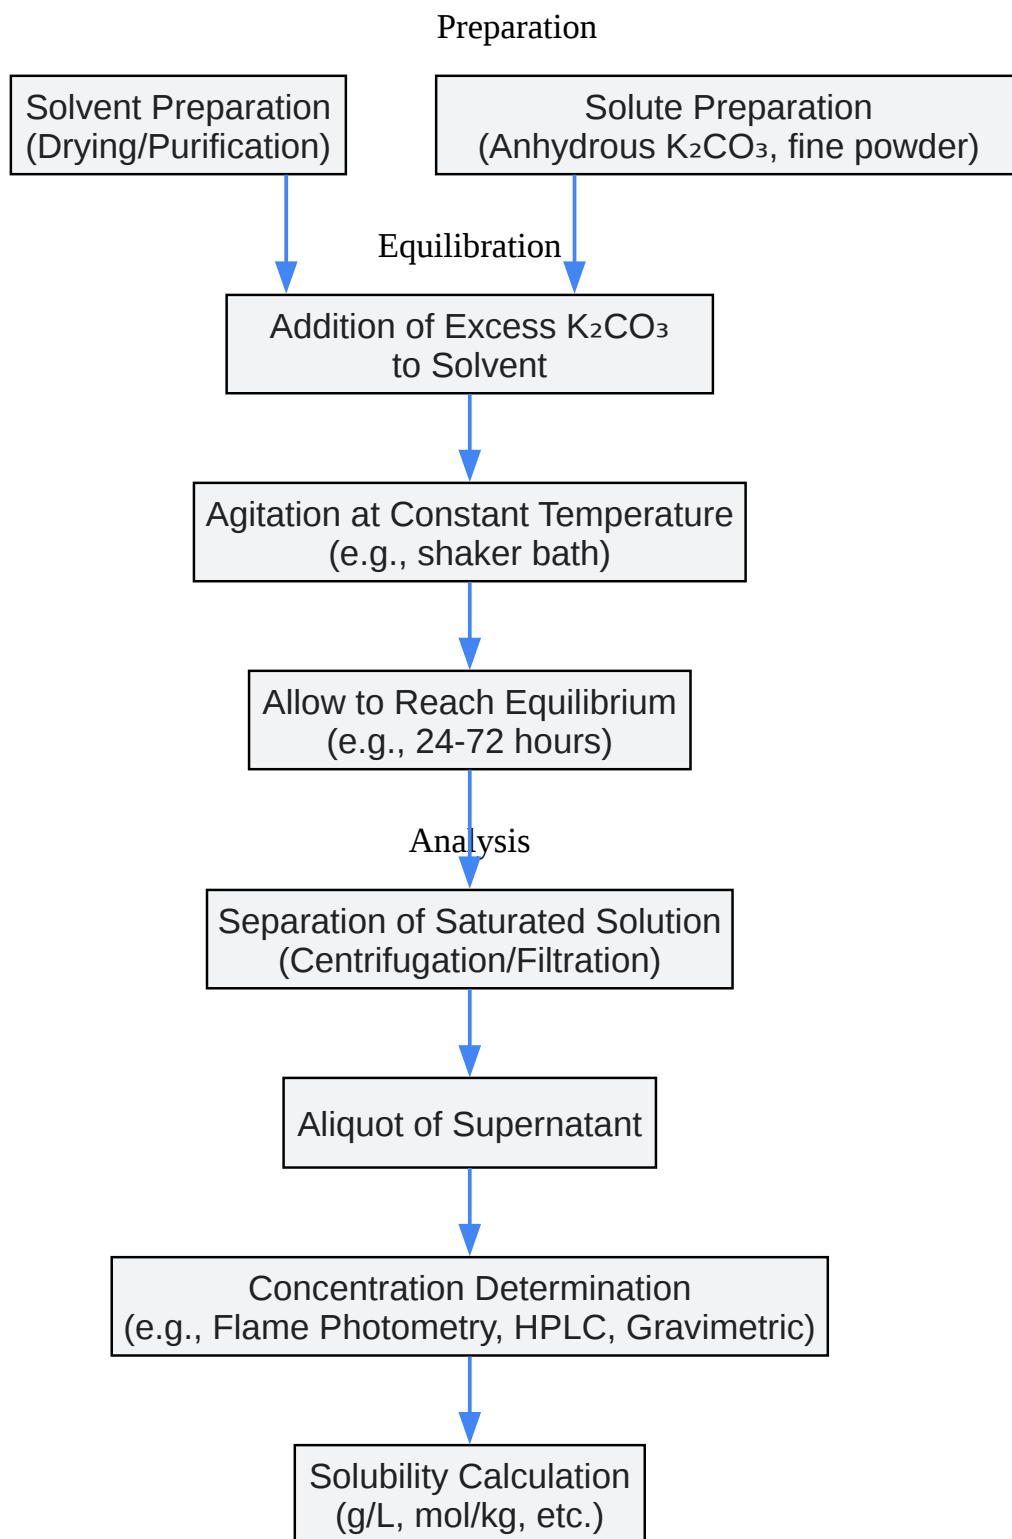 Preparation
Solvent Preparation
(Drying/Purification)
Solute Preparation
(Anhydrous K₂CO₃, fine powder)
Equilibration
Addition of Excess K₂CO₃
to Solvent
Agitation at Constant Temperature
(e.g., shaker bath)
Allow to Reach Equilibrium
(e.g., 24-72 hours)
Analysis
Separation of Saturated Solution
(Centrifugation/Filtration)
Aliquot of Supernatant
Concentration Determination
(e.g., Flame Photometry, HPLC, Gravimetric)
Solubility Calculation
(g/L, mol/kg, etc.)